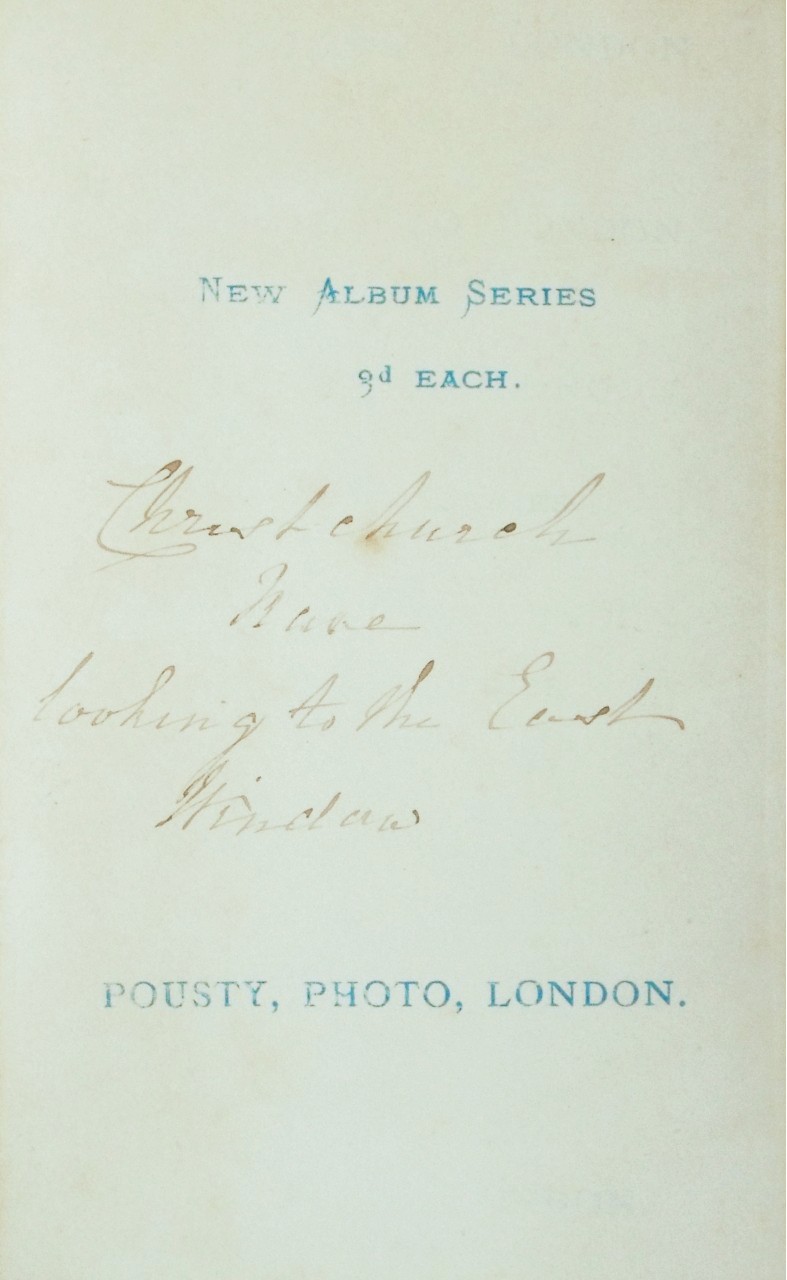 New Album Series
9d each.
Christchurch
Nave
looking to the East
Window
POUSTY, PHOTO, LONDON.